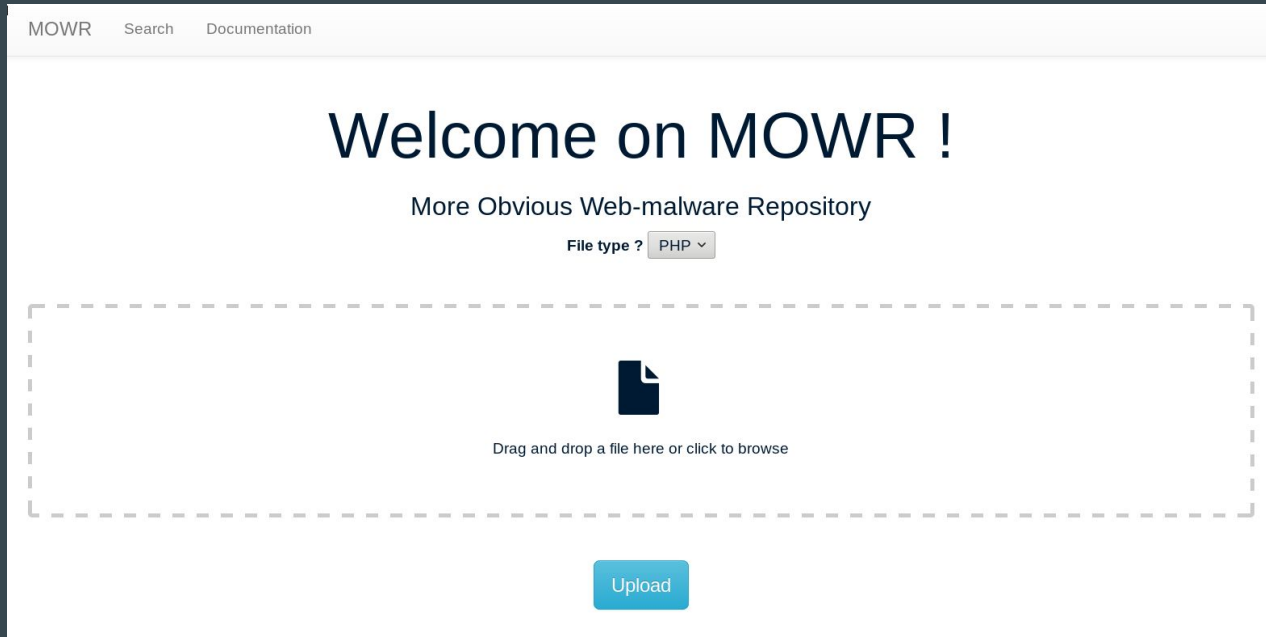 MOWR Search Documentation
Welcome on MOWR !
More Obvious Web-malware Repository
File type ? PHP
Drag and drop a file here or click to browse
Upload